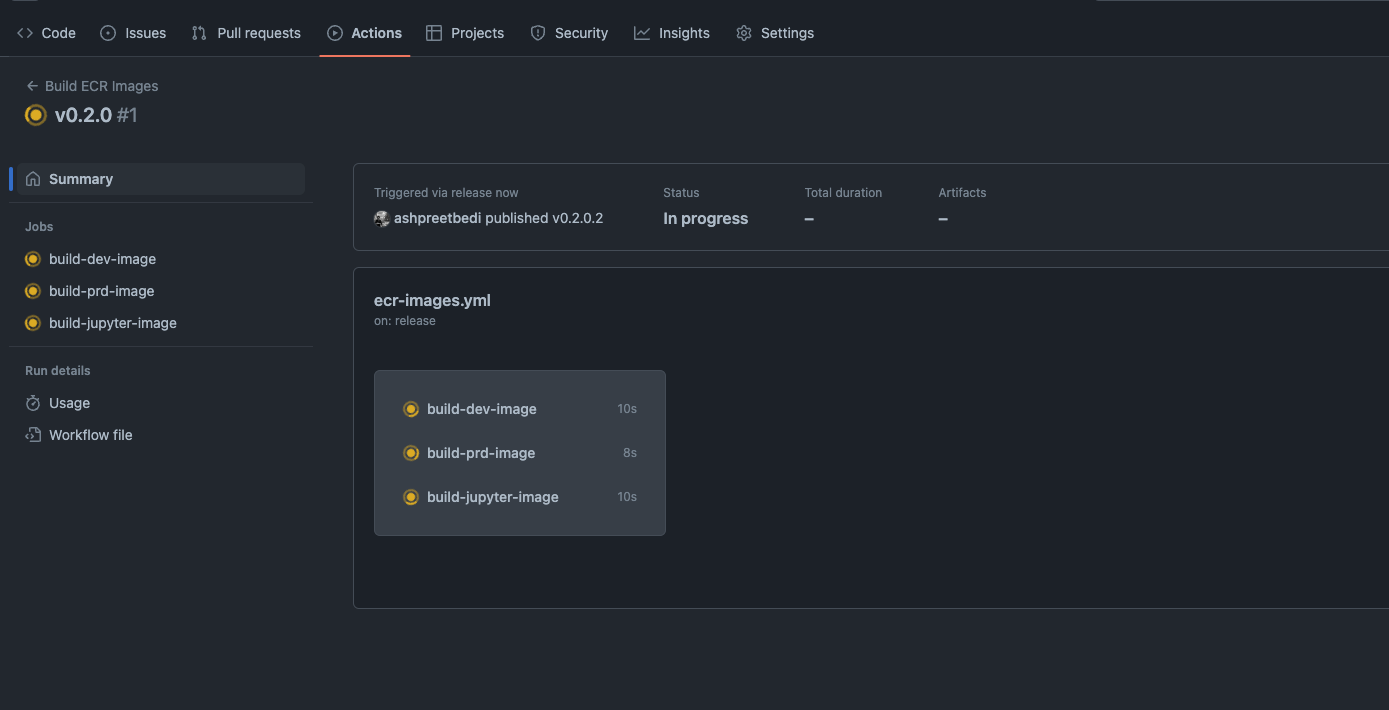 Code Issues Pull requests Actions Projects Security Insights Settings
Build ECR Images
v0.2.0 #1
Summary
Jobs
build-dev-image
build-prd-image
build-jupyter-image
Run details
Usage
Workflow file
Triggered via release now Status Total duration Artifacts
ashpreetbedi published v0.2.0.2 In progress – –
ecr-images.yml
on: release
build-dev-image 10s
build-prd-image 8s
build-jupyter-image 10s